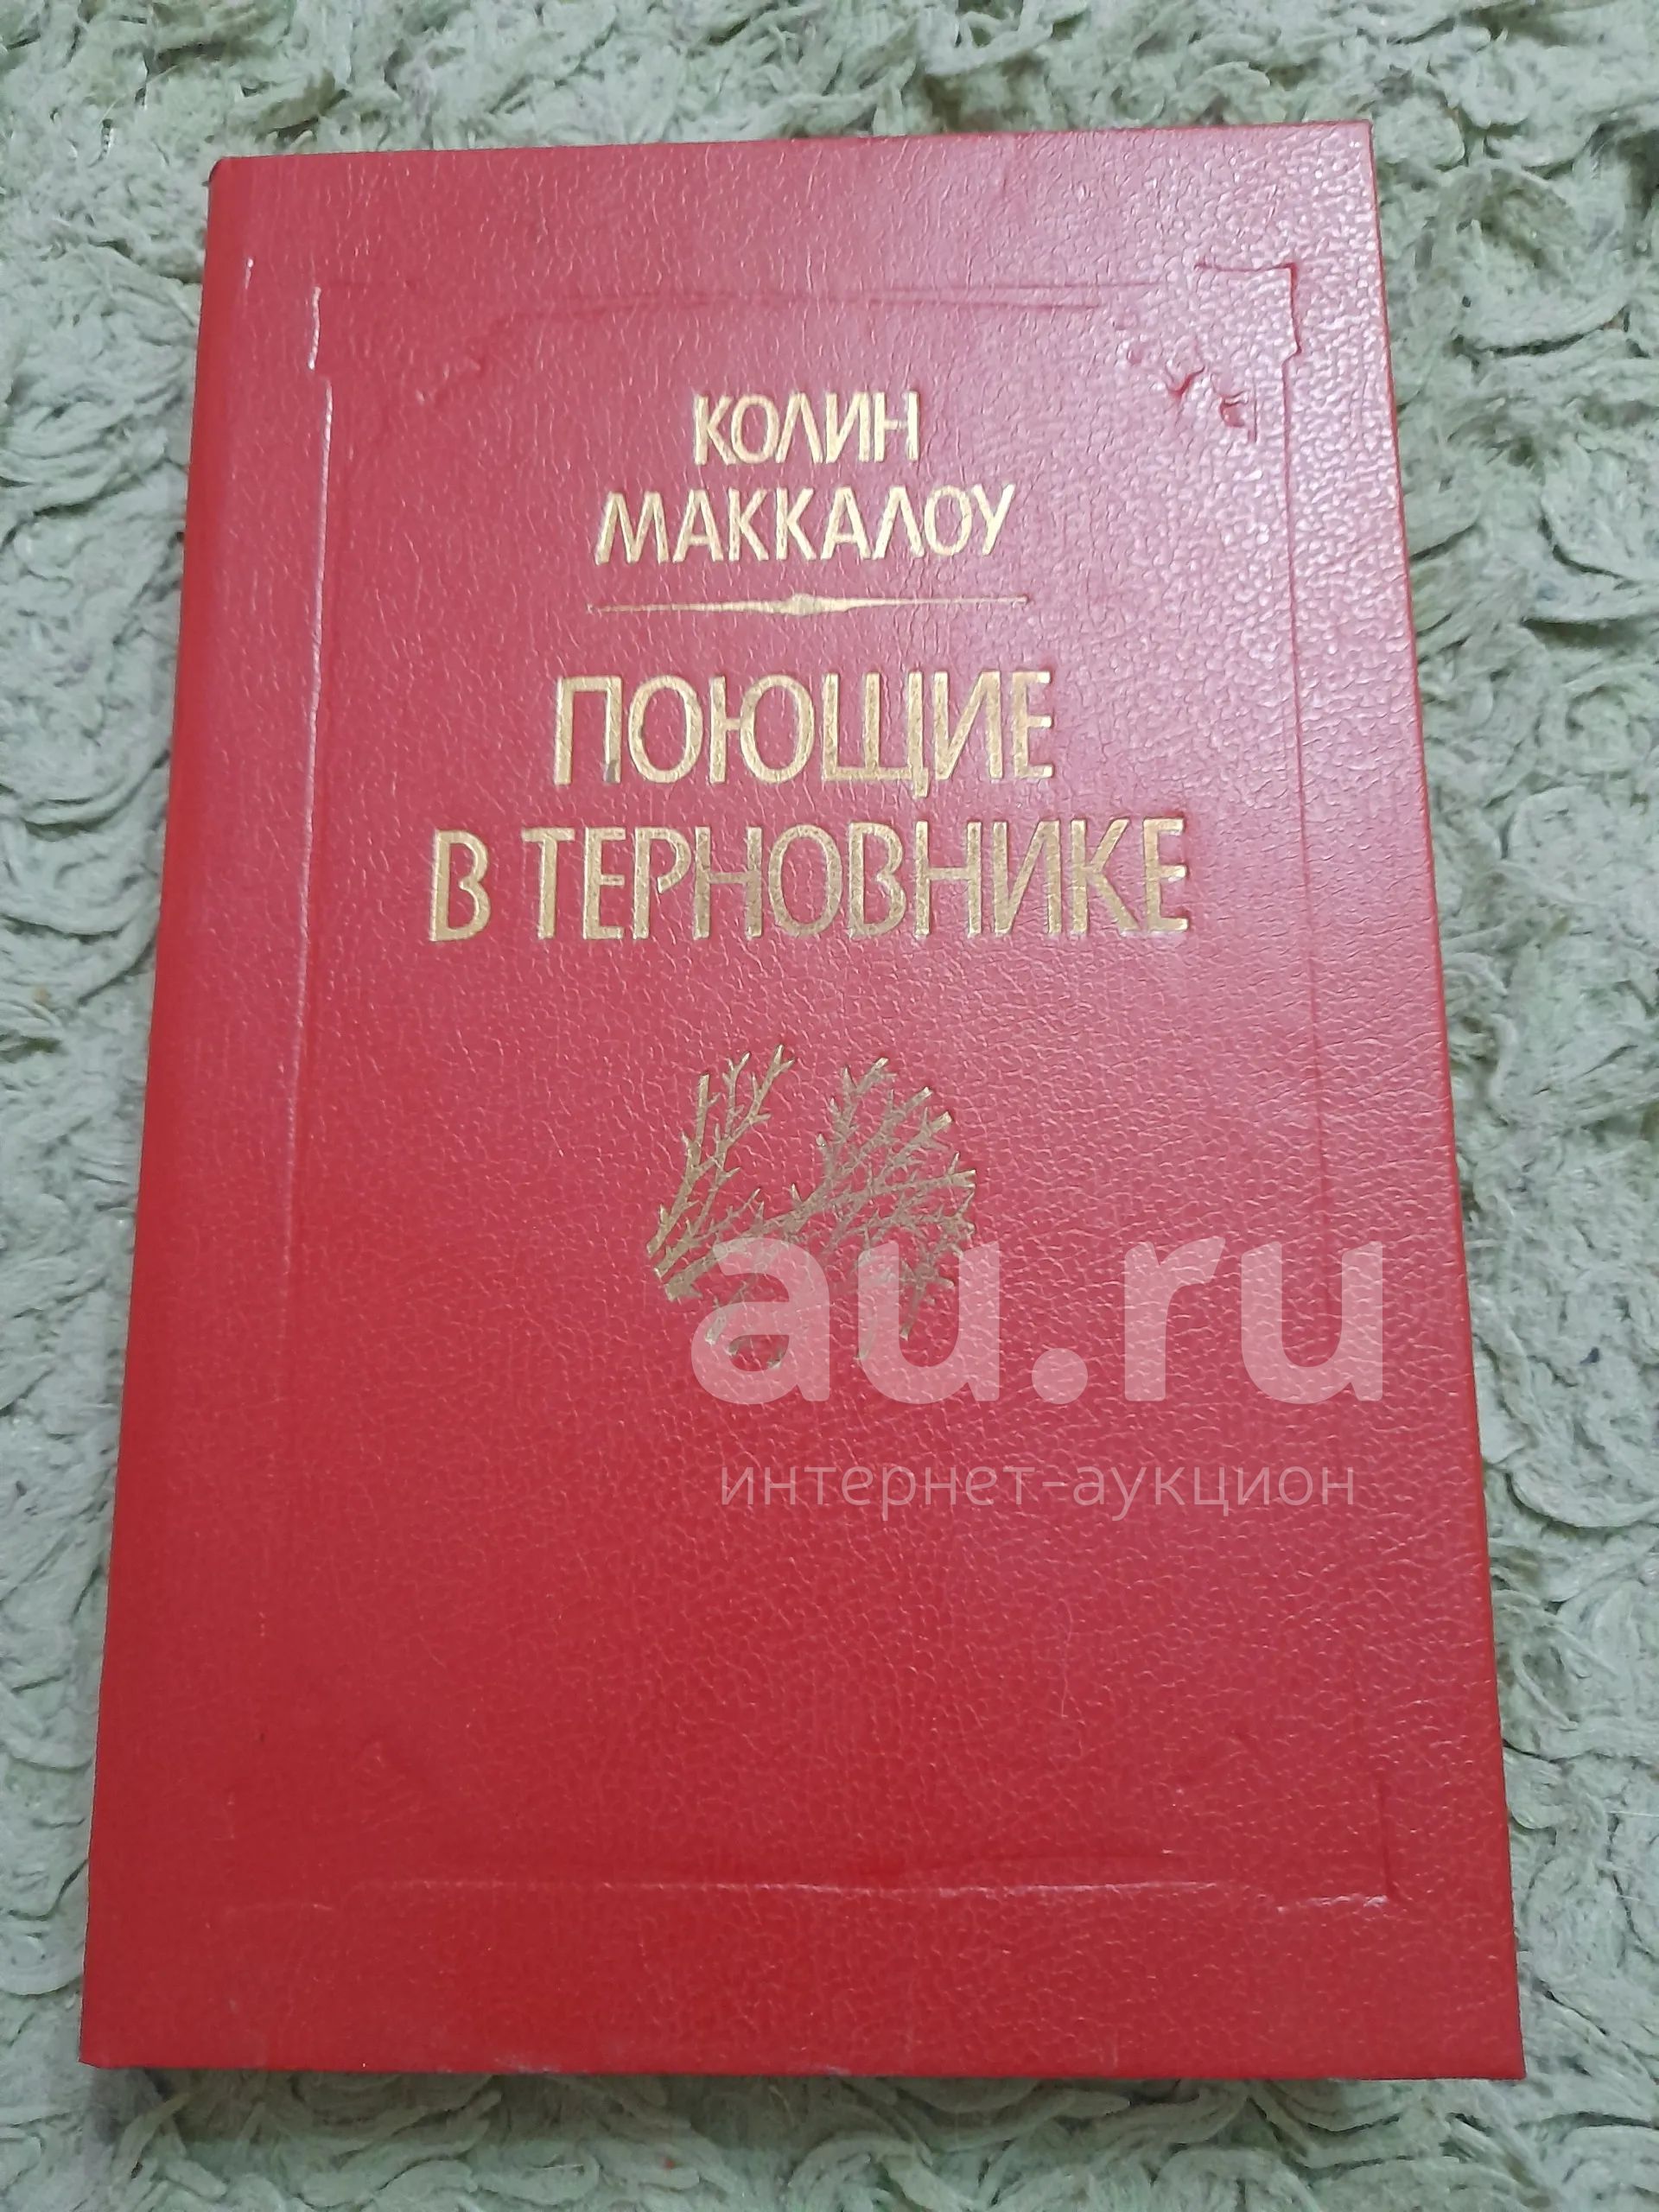 КОЛИН
МАККАЛОУ
ПОЮЩИЕ
В ТЕРНОВНИКЕ
au.ru
интернет-аукцион